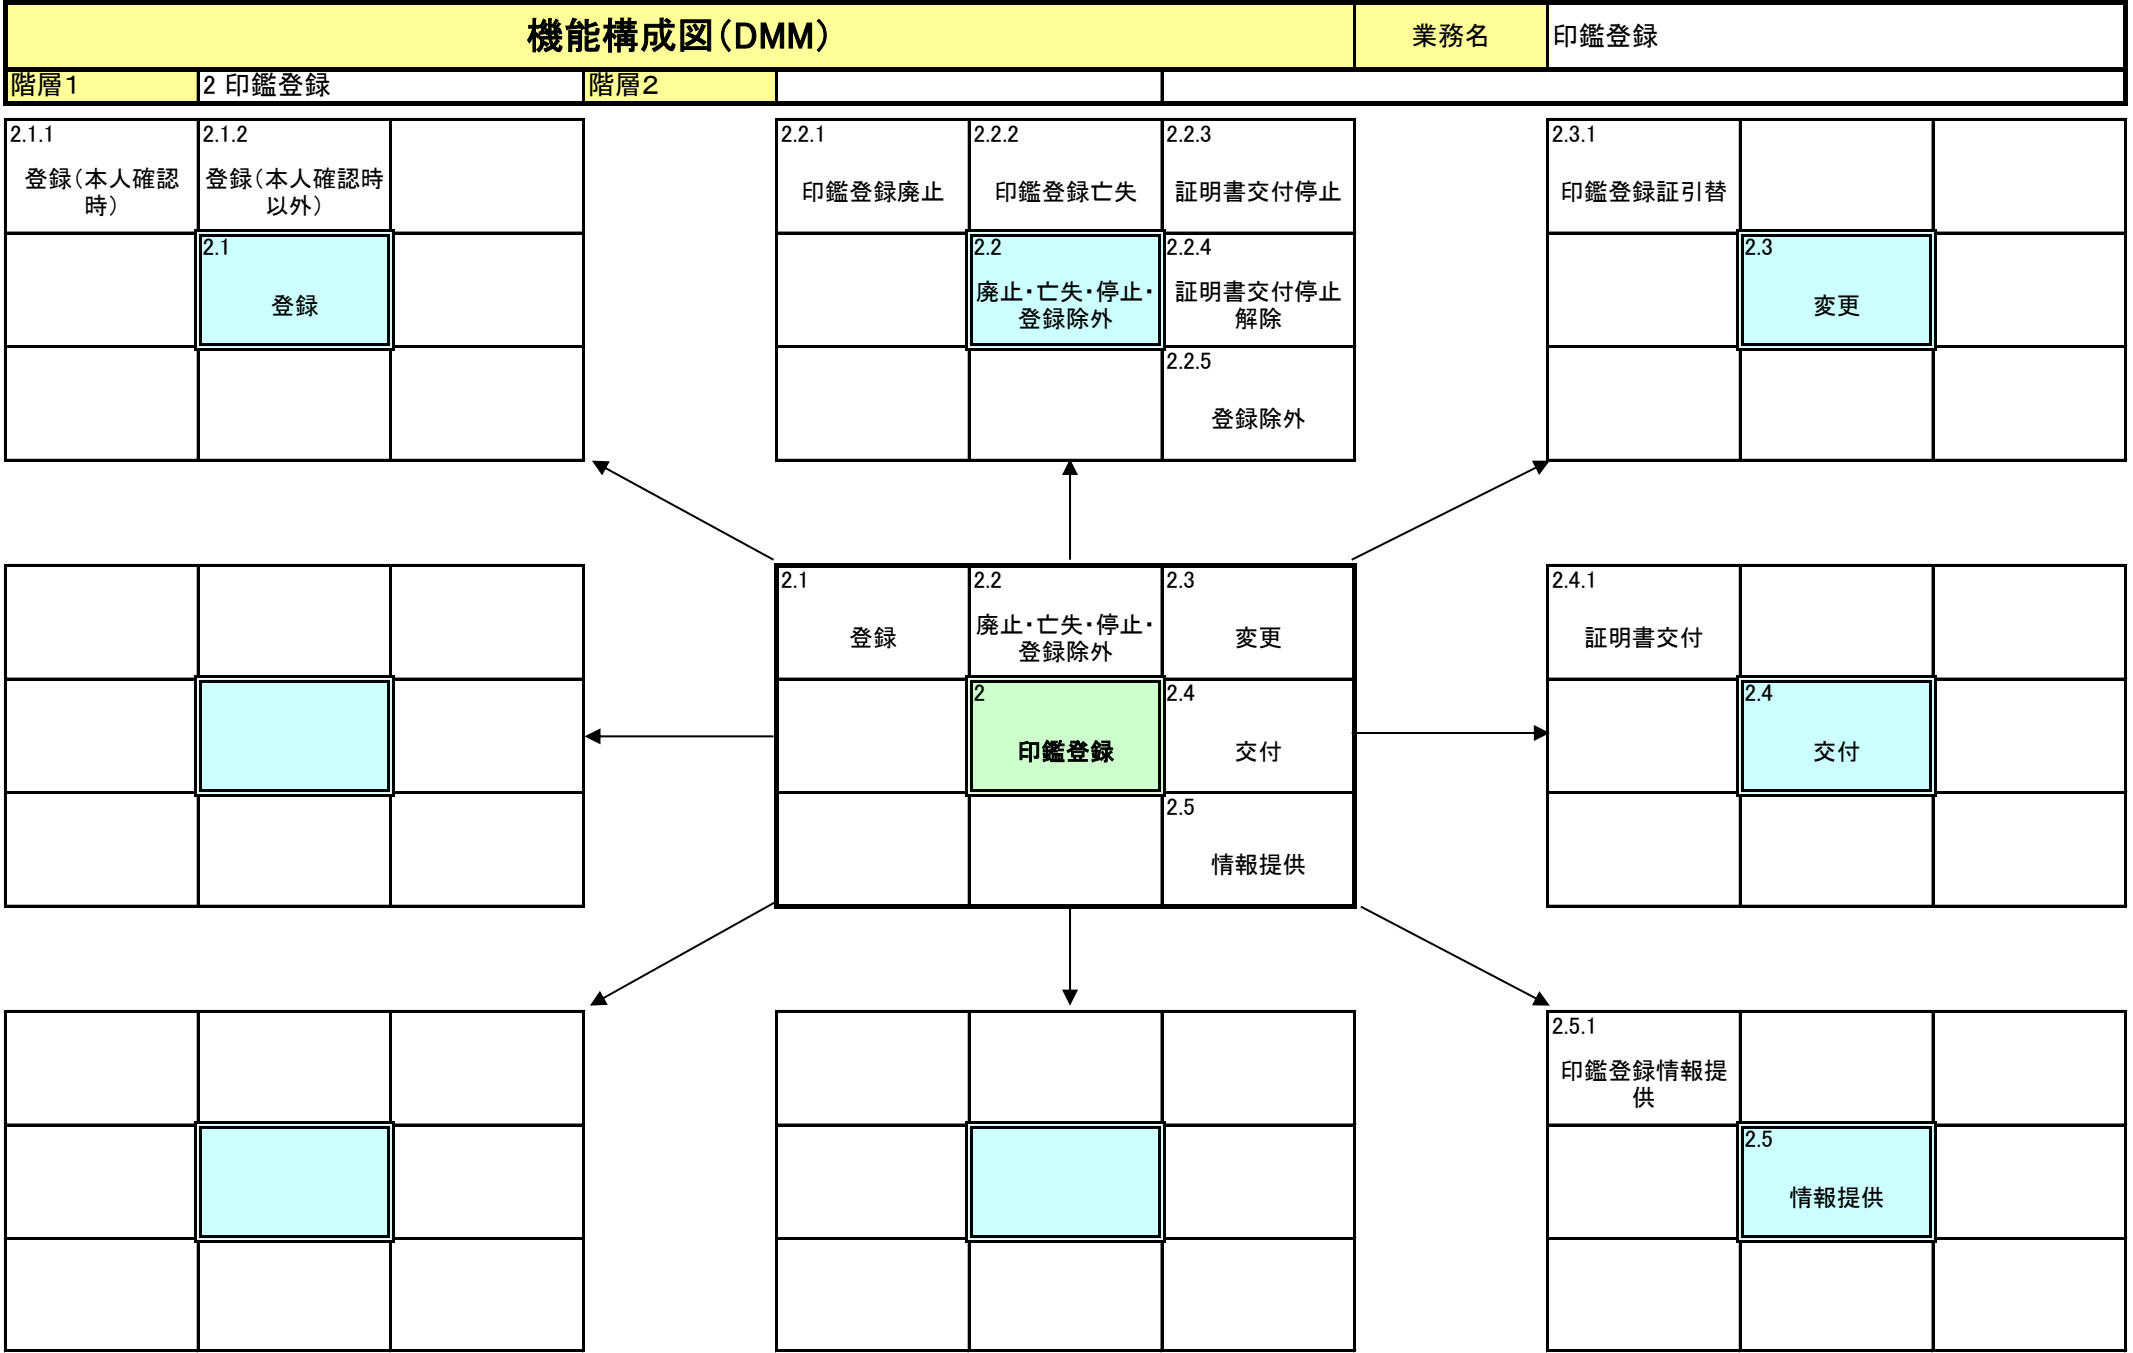 機能構成図（DMM）
業務名
印鑑登録
階層１
2 印鑑登録
階層２
2.1.1
登録（本人確認
時）
2.1.2
登録（本人確認時
以外）
2.1
登録
2.2.1
印鑑登録廃止
2.2.2
印鑑登録亡失
2.2.3
証明書交付停止
2.2
廃止・亡失・停止・
登録除外
2.2.4
証明書交付停止
解除
2.2.5
登録除外
2.3.1
印鑑登録証引替
2.3
変更
2.1
登録
2.2
廃止・亡失・停止・
登録除外
2.3
変更
2
印鑑登録
2.4
交付
2.5
情報提供
2.4.1
証明書交付
2.4
交付
2.5.1
印鑑登録情報提
供
2.5
情報提供